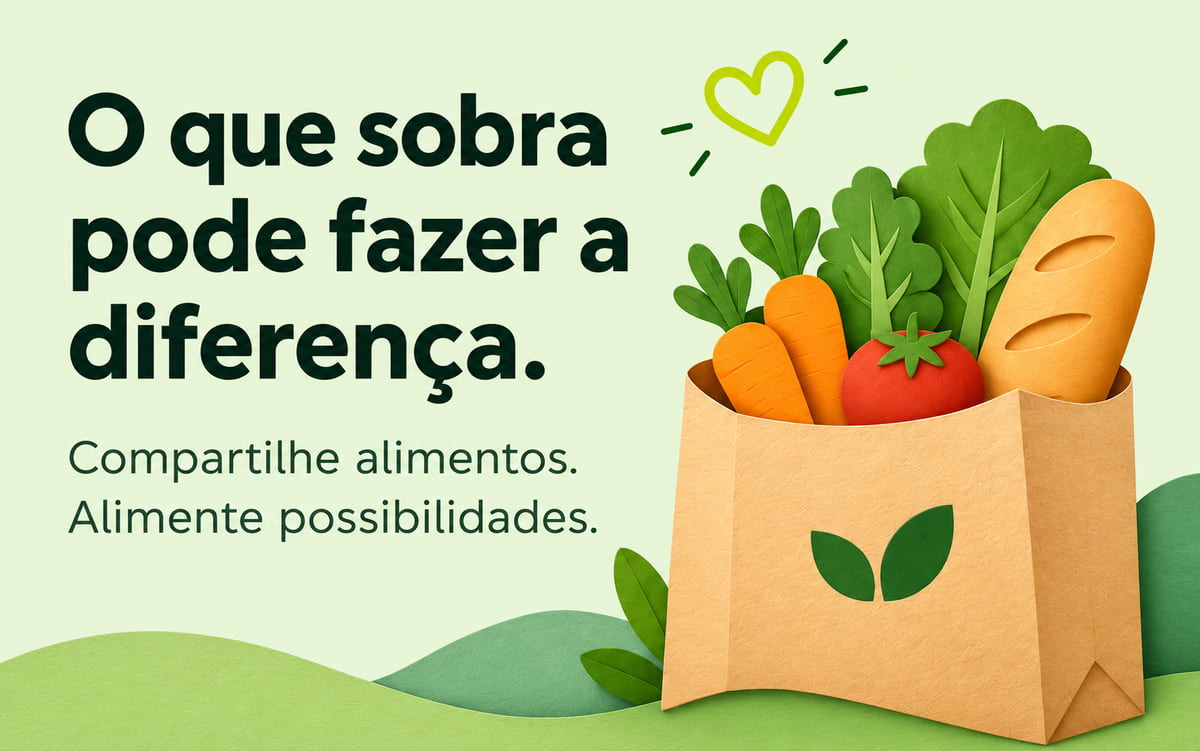 O que sobra
pode fazer a
diferença.
Compartilhe alimentos.
Alimente possibilidades.